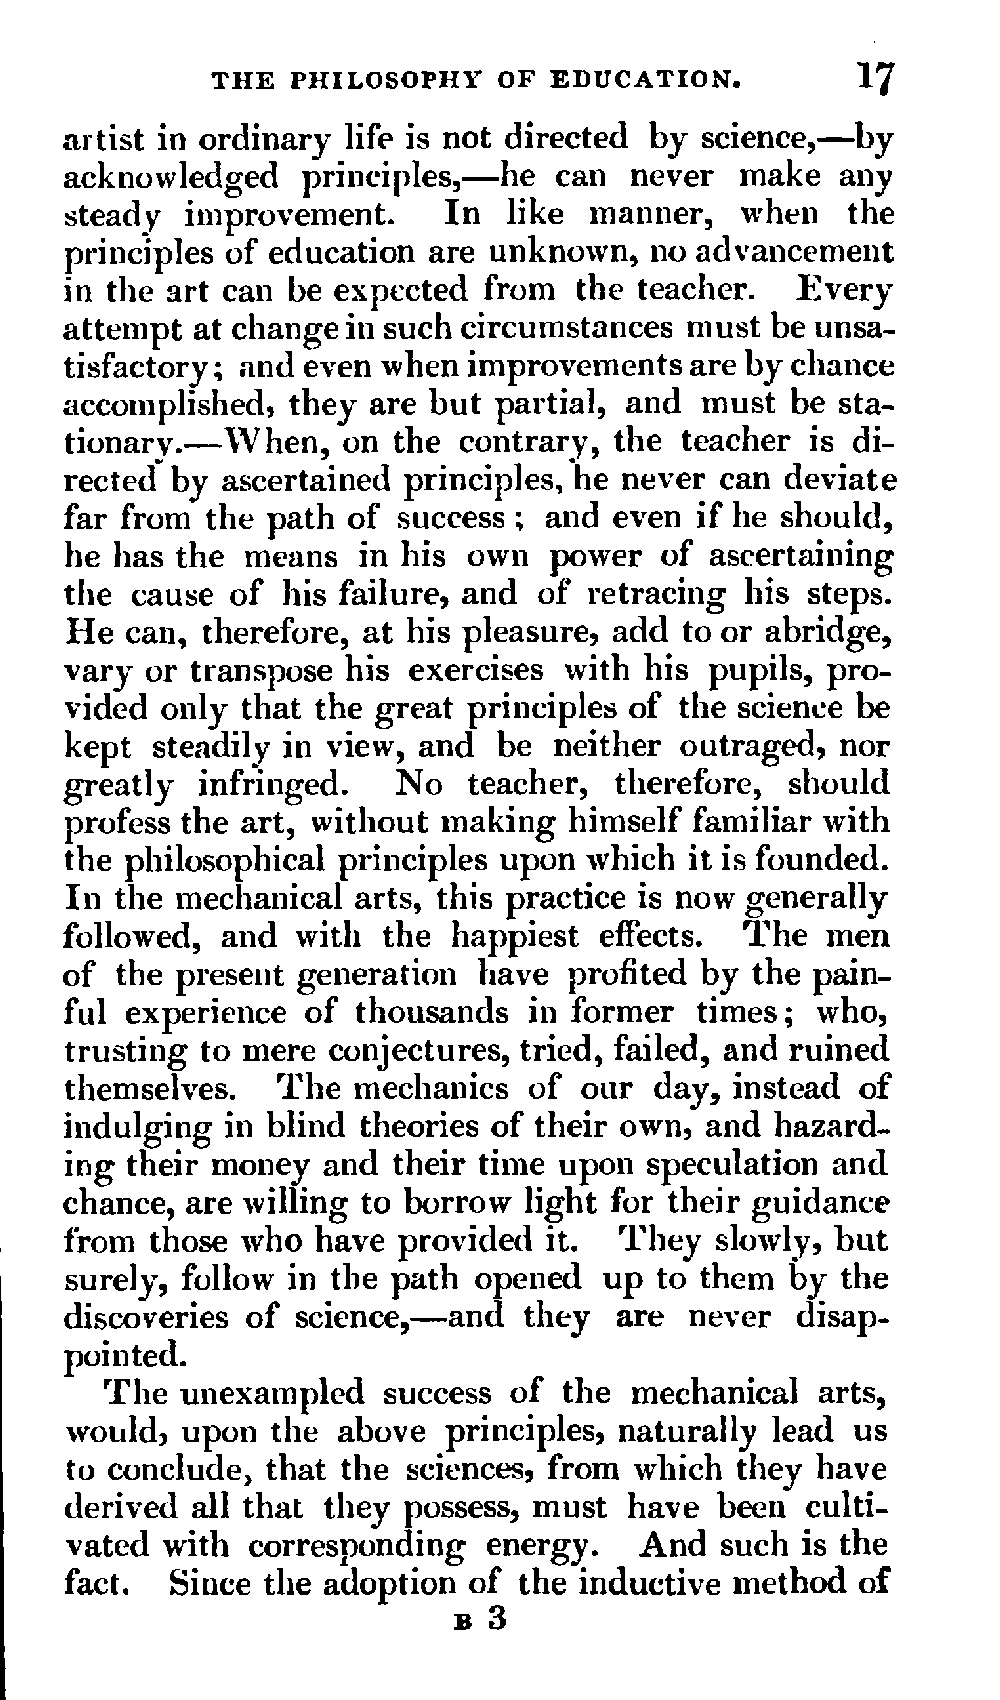 THE PHILOSOPHY OF EDUCATION. 17
artist in ordinary life is not directed by science,—by
acknowledged principles,—he can never make any
steady improvement. In like manner, when the
principles of education are unknown, no advancement
in the art can be expected from the teacher. Every
attempt at change in such circumstances must be unsa-
tisfactory; and even when improvements are by chance
accomplished, they are but partial, and must be sta-
tionary.—When, on the contrary, the teacher is di-
rected by ascertained principles, he never can deviate
far from the path of success; and even if he should,
he has the means in his own power of ascertaining
the cause of his failure, and of retracing his steps.
He can, therefore, at his pleasure, add to or abridge,
vary or transpose his exercises with his pupils, pro-
vided only that the great principles of the science be
kept steadily in view, and be neither outraged, nor
greatly infringed. No teacher, therefore, should
profess the art, without making himself familiar with
the philosophical principles upon which it is founded.
In the mechanical arts, this practice is now generally
followed, and with the happiest effects. The men
of the present generation have profited by the pain-
ful experience of thousands in former times; who,
trusting to mere conjectures, tried, failed, and ruined
themselves. The mechanics of our day, instead of
indulging in blind theories of their own, and hazard-
ing their money and their time upon speculation and
chance, are willing to borrow light for their guidance
from those who have provided it. They slowly, but
surely, follow in the path opened up to them by the
discoveries of science,—and they are never disap-
pointed.
The unexampled success of the mechanical arts,
would, upon the above principles, naturally lead us
to conclude, that the sciences, from which they have
derived all that they possess, must have been culti-
vated with corresponding energy. And such is the
fact. Since the adoption of the inductive method of
B 3